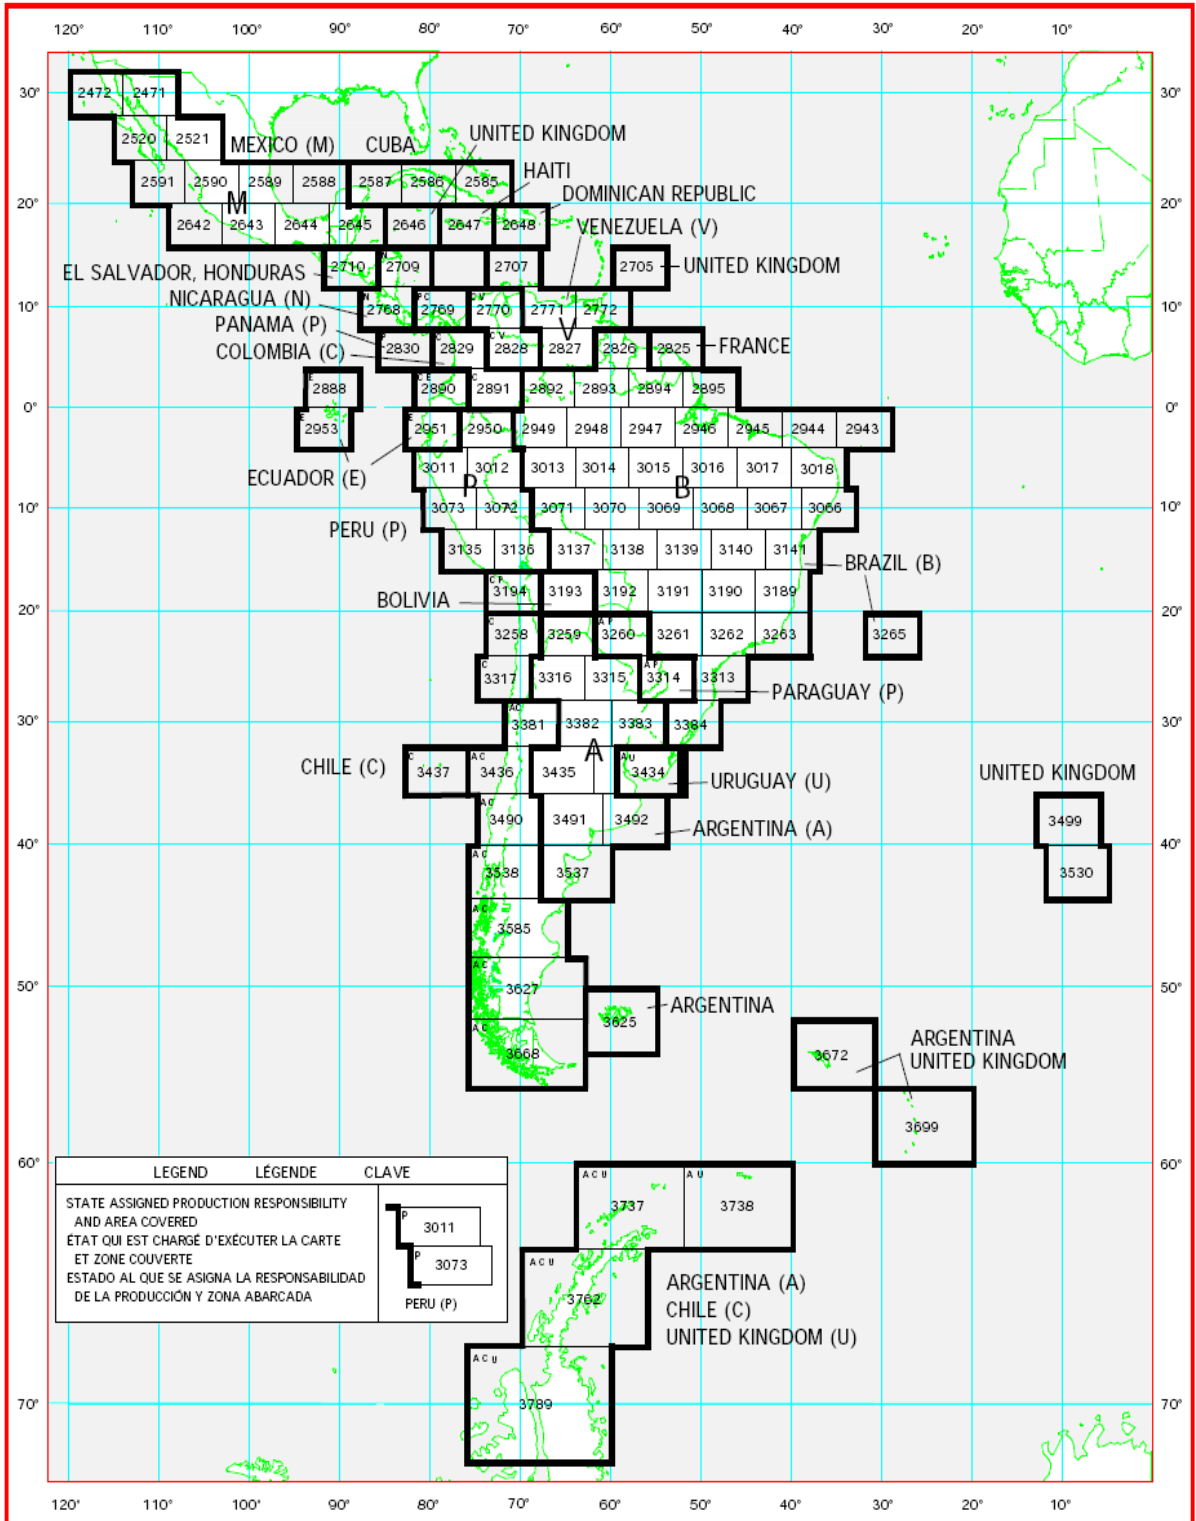 120° 110° 100° 90° 80° 70° 60° 50° 40° 30° 20° 10°
2472 2471
30° 30°
UNITED KINGDOM
2520 2521 MEXICO (M) CUBA
HAITI
2591 2590 2589 2588 2587 2586 2585
DOMINICAN REPUBLIC
M
20° 20°
2642 2643 2644 2645 2646 2647 2648
VENEZUELA (V)
EL SALVADOR, HONDURAS
2710 N 2709 2707 2705 UNITED KINGDOM
NICARAGUA (N)
N 2768 P C 2769 C V 2770 2771 2772
10° 10°
PANAMA (P)
V
COLOMBIA (C)
P 2830 C 2829 C V 2828 2827 2826 2825 FRANCE
E 2888 C E 2890 C 2891 2892 2893 2894 2895
0° 0°
E 2953 E 2951 2950 2949 2948 2947 2946 2945 2944 2943
ECUADOR (E)
3011 3012 3013 3014 3015 3016 3017 3018
P B
10° 10°
3073 3072 3071 3070 3069 3068 3067 3066
PERU (P)
3135 3136 3137 3138 3139 3140 3141
BRAZIL (B)
C P 3194 3193 3192 3191 3190 3189
BOLIVIA
20° 20°
C 3258 3259 A P 3260 3261 3262 3263 3265
C 3317 3316 3315 A P 3314 3313
PARAGUAY (P)
30° 30°
A C 3381 3382 3383 3384
A
CHILE (C)
C 3437 A C 3436 3435 A U 3434
URUGUAY (U)
UNITED KINGDOM
A C 3490 3491 3492 3499
ARGENTINA (A)
40° 40°
A C 3538 3537 3530
A C 3585
A C 3627
50° 50°
ARGENTINA
3625
A C 3668 3672
ARGENTINA
UNITED KINGDOM
3699
60° 60°
A C U 3737 A U 3738
A C U 3762
ARGENTINA (A)
CHILE (C)
UNITED KINGDOM (U)
A C U 3789
70° 70°
LEGEND LÉGENDE CLAVE
STATE ASSIGNED PRODUCTION RESPONSIBILITY
AND AREA COVERED
ÉTAT QUI EST CHARGÉ D'EXÉCUTER LA CARTE
ET ZONE COUVERTE
ESTADO AL QUE SE ASIGNA LA RESPONSABILIDAD
DE LA PRODUCCIÓN Y ZONA ABARCADA
P 3011
P 3073
PERU (P)
120° 110° 100° 90° 80° 70° 60° 50° 40° 30° 20° 10°